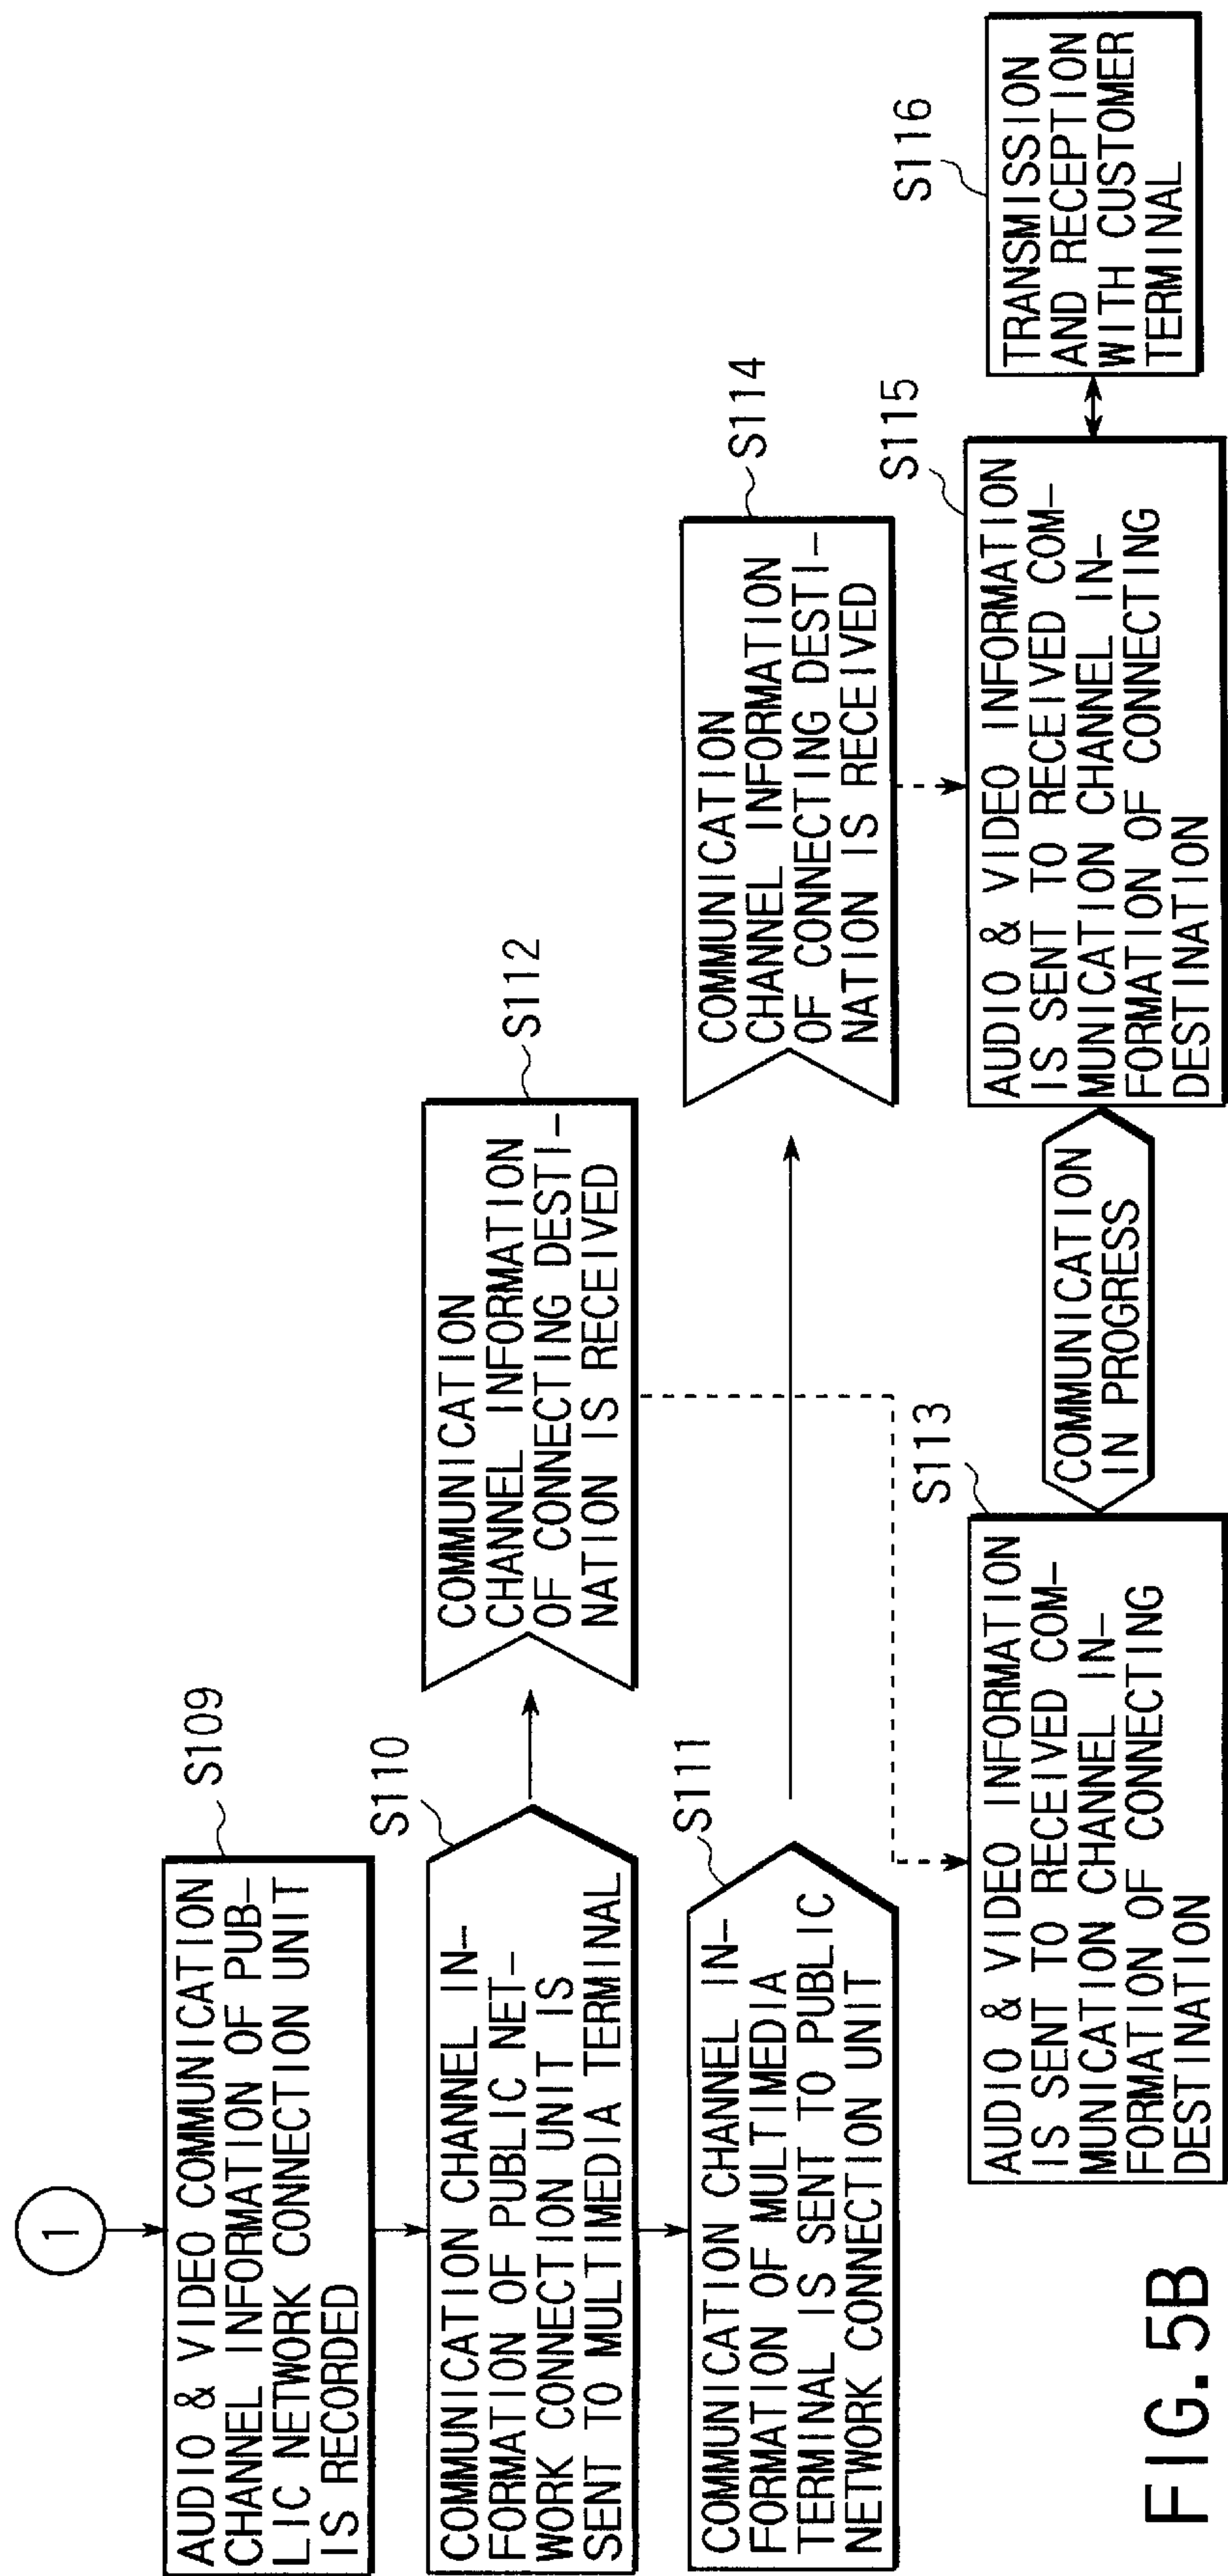 1
S109
AUDIO & VIDEO COMMUNICATION
CHANNEL INFORMATION OF PUB-
LIC NETWORK CONNECTION UNIT
IS RECORDED
S110
COMMUNICATION CHANNEL IN-
FORMATION OF PUBLIC NET-
WORK CONNECTION UNIT IS
SENT TO MULTIMEDIA TERMINAL
S112
COMMUNICATION
CHANNEL INFORMATION
OF CONNECTING DESTI-
NATION IS RECEIVED
S111
COMMUNICATION CHANNEL IN-
FORMATION OF MULTIMEDIA
TERMINAL IS SENT TO PUBLIC
NETWORK CONNECTION UNIT
S114
COMMUNICATION
CHANNEL INFORMATION
OF CONNECTING DESTI-
NATION IS RECEIVED
S113
AUDIO & VIDEO INFORMATION
IS SENT TO RECEIVED COM-
MUNICATION CHANNEL IN-
FORMATION OF CONNECTING
DESTINATION
COMMUNICATION
IN PROGRESS
S115
AUDIO & VIDEO INFORMATION
IS SENT TO RECEIVED COM-
MUNICATION CHANNEL IN-
FORMATION OF CONNECTING
DESTINATION
S116
TRANSMISSION
AND RECEPTION
WITH CUSTOMER
TERMINAL
FIG. 5B